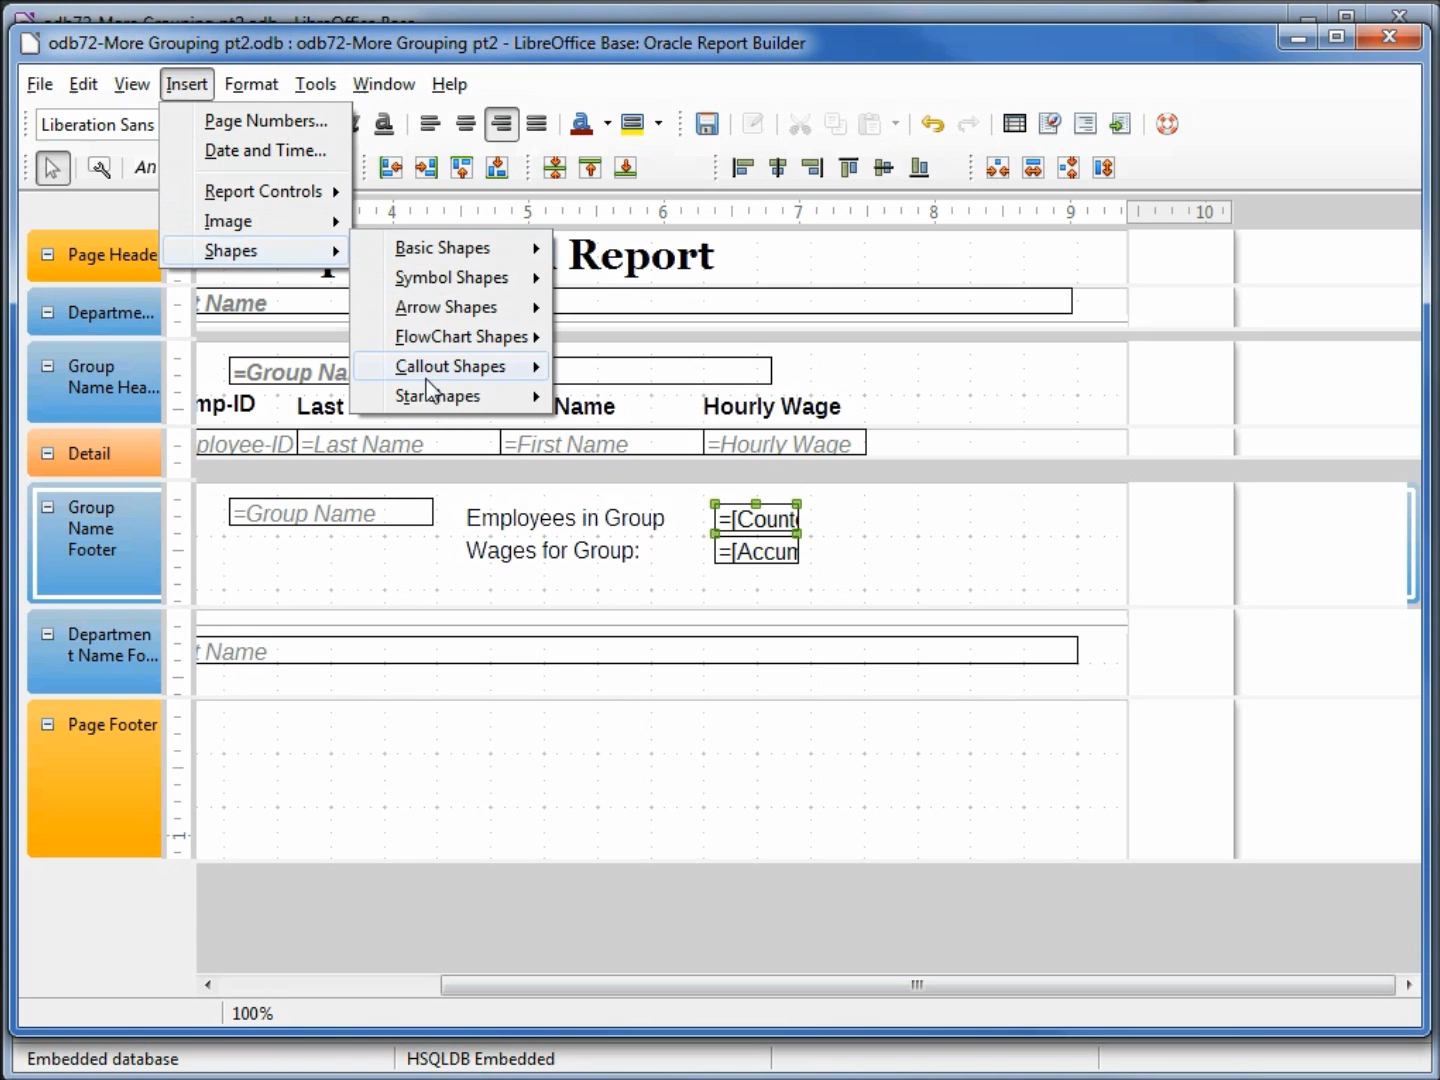 odb72-More Grouping pt2.odb : odb72-More Grouping pt2 - LibreOffice Base: Oracle Report Builder
File Edit View Insert Format Tools Window Help
Liberation Sans
Page Numbers...
Date and Time...
Report Controls
Image
Shapes
Basic Shapes
Symbol Shapes
Arrow Shapes
FlowChart Shapes
Callout Shapes
Star Shapes
4 5 6 7 8 9 10
Page Heade
Report
Departme...
t Name
Group
Name Hea...
=Group Na
mp-ID Last Name Hourly Wage
Detail
ployee-ID =Last Name =First Name =Hourly Wage
Group
Name
Footer
=Group Name
Employees in Group
=[Counte
Wages for Group:
=[Accum
Departmen
t Name Fo...
t Name
Page Footer
1
100%
Embedded database HSQLDB Embedded